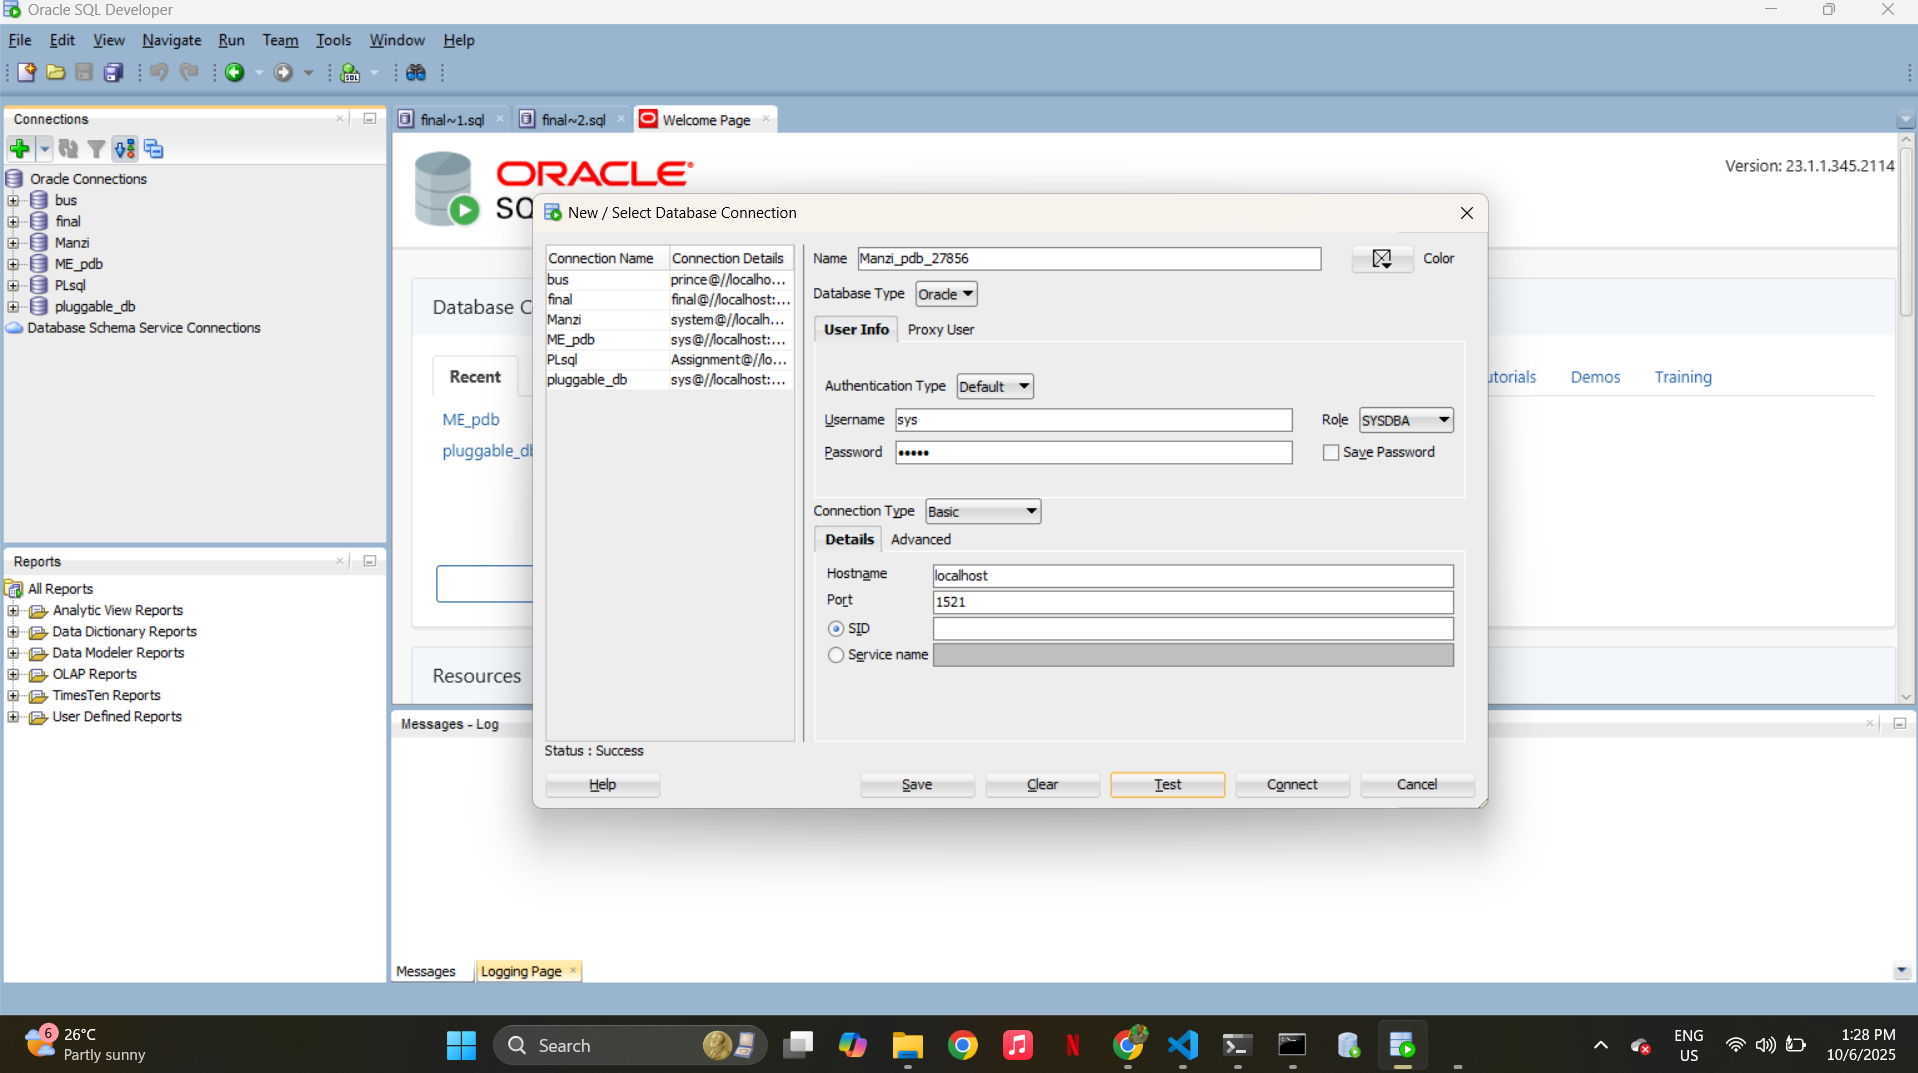 Oracle SQL Developer
File Edit View Navigate Run Team Tools Window Help
Connections
Oracle Connections
bus
final
Manzi
ME_pdb
PLsql
pluggable_db
Database Schema Service Connections
Reports
All Reports
Analytic View Reports
Data Dictionary Reports
Data Modeler Reports
OLAP Reports
TimesTen Reports
User Defined Reports
final~1.sql final~2.sql Welcome Page
ORACLE
Version: 23.1.1.345.2114
Recent
ME_pdb
Demos Training
Resources
New / Select Database Connection
Connection Name Connection Details
bus prince@//localho...
final final@//localhost:...
Manzi system@//localh...
ME_pdb sys@//localhost:...
PLsql Assignment@//lo...
pluggable_db sys@//localhost:...
Name Manzi_pdb_27856 Color
Database Type Oracle
User Info Proxy User
Authentication Type Default
Username sys Role SYSDBA
Password ••••• Save Password
Connection Type Basic
Details Advanced
Hostname localhost
Port 1521
SID
Service name
Status : Success
Help Save Clear Test Connect Cancel
Messages - Log
Messages Logging Page
6 26°C
Partly sunny
Search
ENG
US
1:28 PM
10/6/2025